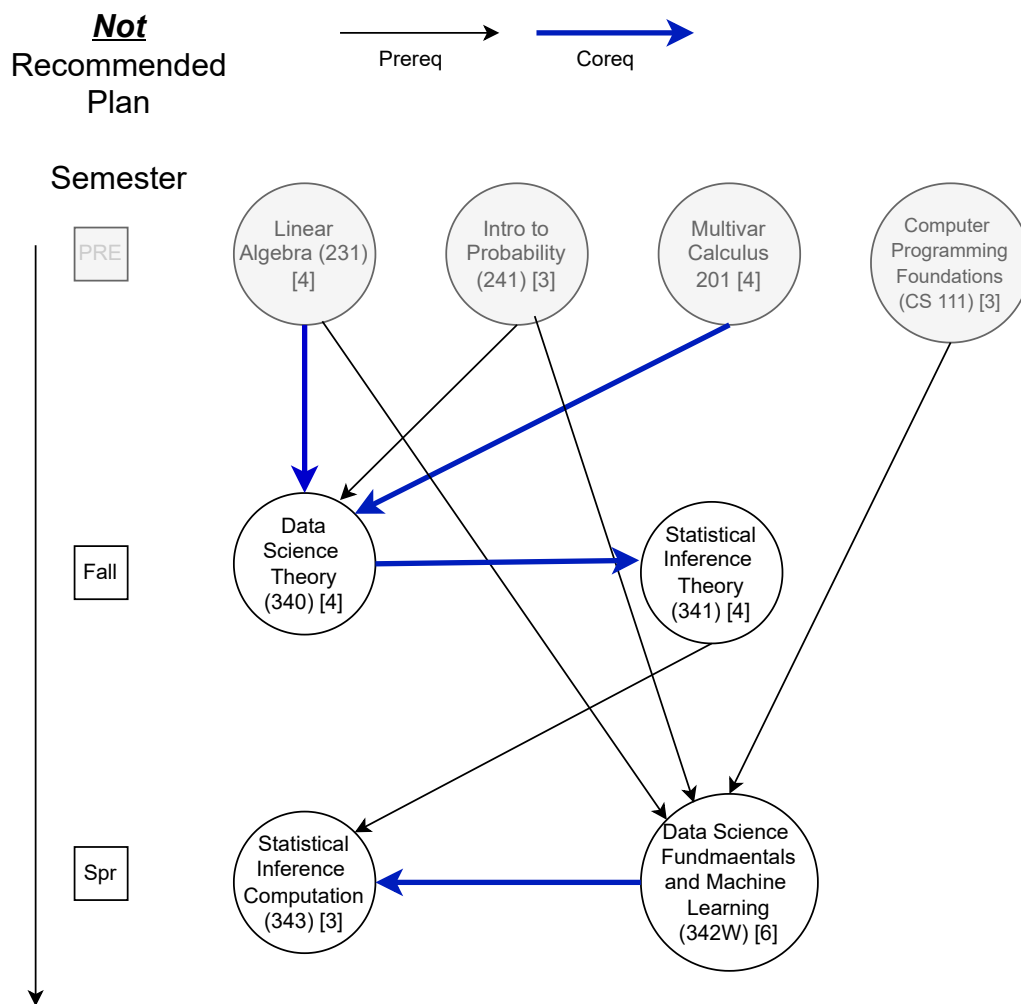 Not
Recommended
Plan
Prereq
Coreq
Semester
PRE
Linear
Algebra (231)
[4]
Intro to
Probability
(241) [3]
Multivar
Calculus
201 [4]
Computer
Programming
Foundations
(CS 111) [3]
Fall
Data
Science
Theory
(340) [4]
Statistical
Inference
Theory
(341) [4]
Spr
Statistical
Inference
Computation
(343) [3]
Data Science
Fundmaentals
and Machine
Learning
(342W) [6]